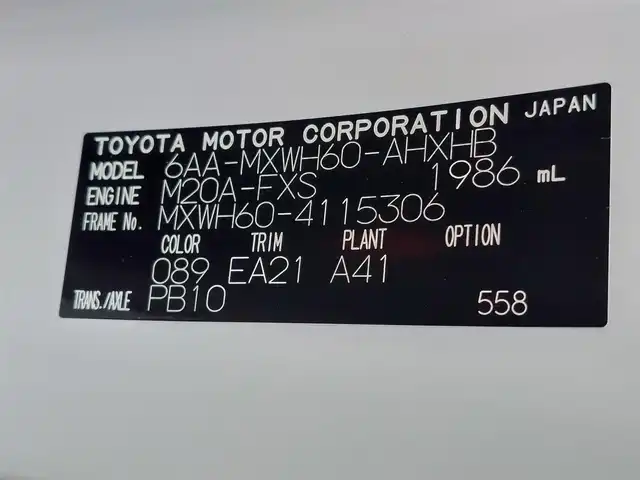 TOYOTA MOTOR CORPORATION JAPAN
MODEL 6AA-MXWH60-AHXHB
ENGINE M20A-FXS 1986 mL
FRAME No. MXWH60-4115306
COLOR TRIM PLANT OPTION
089 EA21 A41
TRANS./AXLE PB10 558